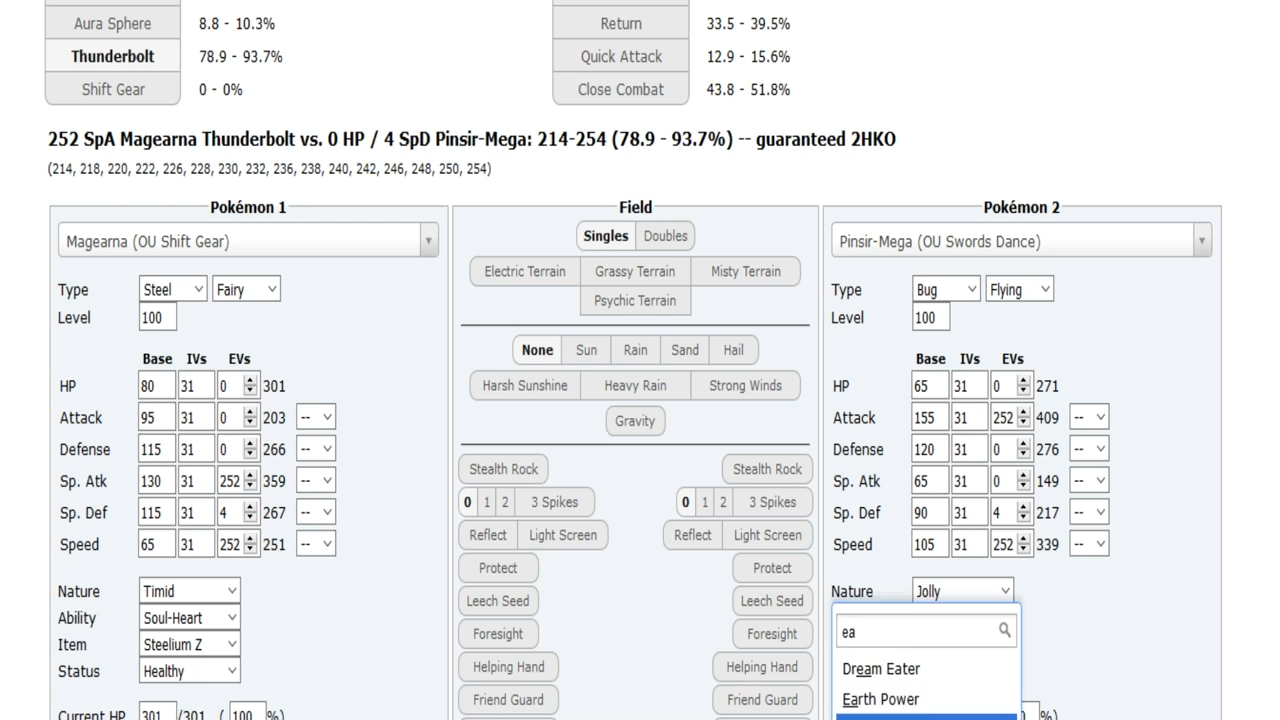 Aura Sphere 8.8 - 10.3% Return 33.5 - 39.5%
Thunderbolt 78.9 - 93.7% Quick Attack 12.9 - 15.6%
Shift Gear 0 - 0% Close Combat 43.8 - 51.8%
252 SpA Magearna Thunderbolt vs. 0 HP / 4 SpD Pinsir-Mega: 214-254 (78.9 - 93.7%) -- guaranteed 2HKO
(214, 218, 220, 222, 226, 228, 230, 232, 236, 238, 240, 242, 246, 248, 250, 254)
Pokémon 1
Magearna (OU Shift Gear)
Type Steel Fairy
Level 100
Base IVs EVs
HP 80 31 0 301
Attack 95 31 0 203 --
Defense 115 31 0 266 --
Sp. Atk 130 31 252 359 --
Sp. Def 115 31 4 267 --
Speed 65 31 252 251 --
Nature Timid
Ability Soul-Heart
Item Steelium Z
Status Healthy
Current HP 301 /301 ( 100 %)
Field
Singles Doubles
Electric Terrain Grassy Terrain Misty Terrain
Psychic Terrain
None Sun Rain Sand Hail
Harsh Sunshine Heavy Rain Strong Winds
Gravity
Stealth Rock Stealth Rock
0 1 2 3 Spikes 0 1 2 3 Spikes
Reflect Light Screen Reflect Light Screen
Protect Protect
Leech Seed Leech Seed
Foresight Foresight
Helping Hand Helping Hand
Friend Guard Friend Guard
Pokémon 2
Pinsir-Mega (OU Swords Dance)
Type Bug Flying
Level 100
Base IVs EVs
HP 65 31 0 271
Attack 155 31 252 409 --
Defense 120 31 0 276 --
Sp. Atk 65 31 0 149 --
Sp. Def 90 31 4 217 --
Speed 105 31 252 339 --
Nature Jolly
ea
Dream Eater
Earth Power
%)